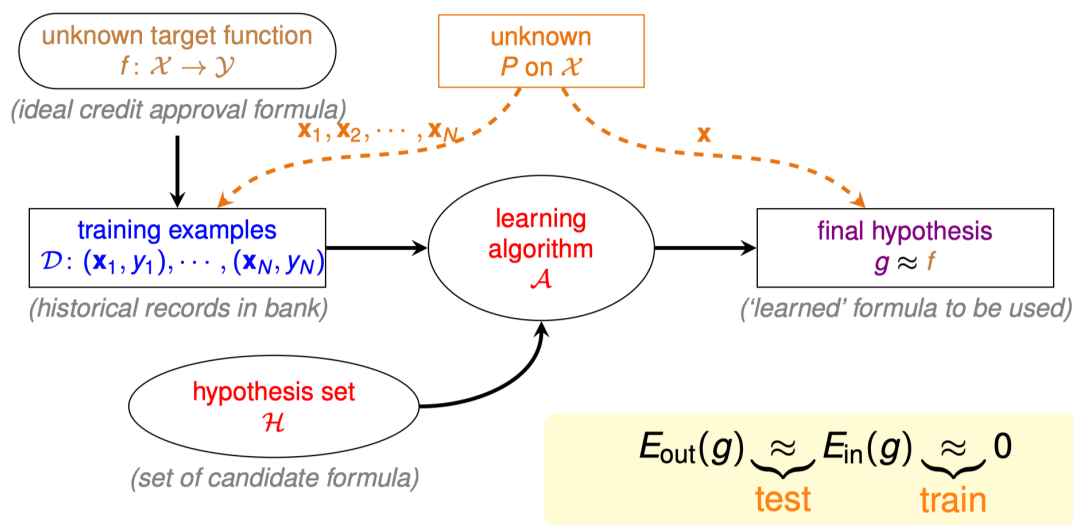 unknown target function
f: 𝒳 → 𝒴
(ideal credit approval formula)
unknown
P on 𝒳
x₁, x₂, ⋯ , x_N
x
training examples
𝒟: (x₁, y₁), ⋯ , (x_N, y_N)
(historical records in bank)
learning
algorithm
𝒜
final hypothesis
g ≈ f
(‘learned’ formula to be used)
hypothesis set
ℋ
(set of candidate formula)
E_out(g) ≈ E_in(g) ≈ 0
test train